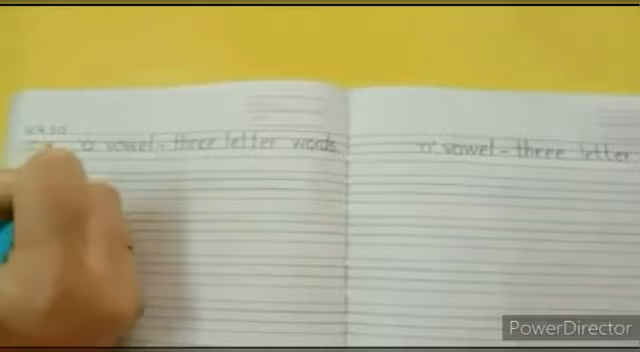 'o' vowel - three letter words
'o' vowel - three letter
PowerDirector